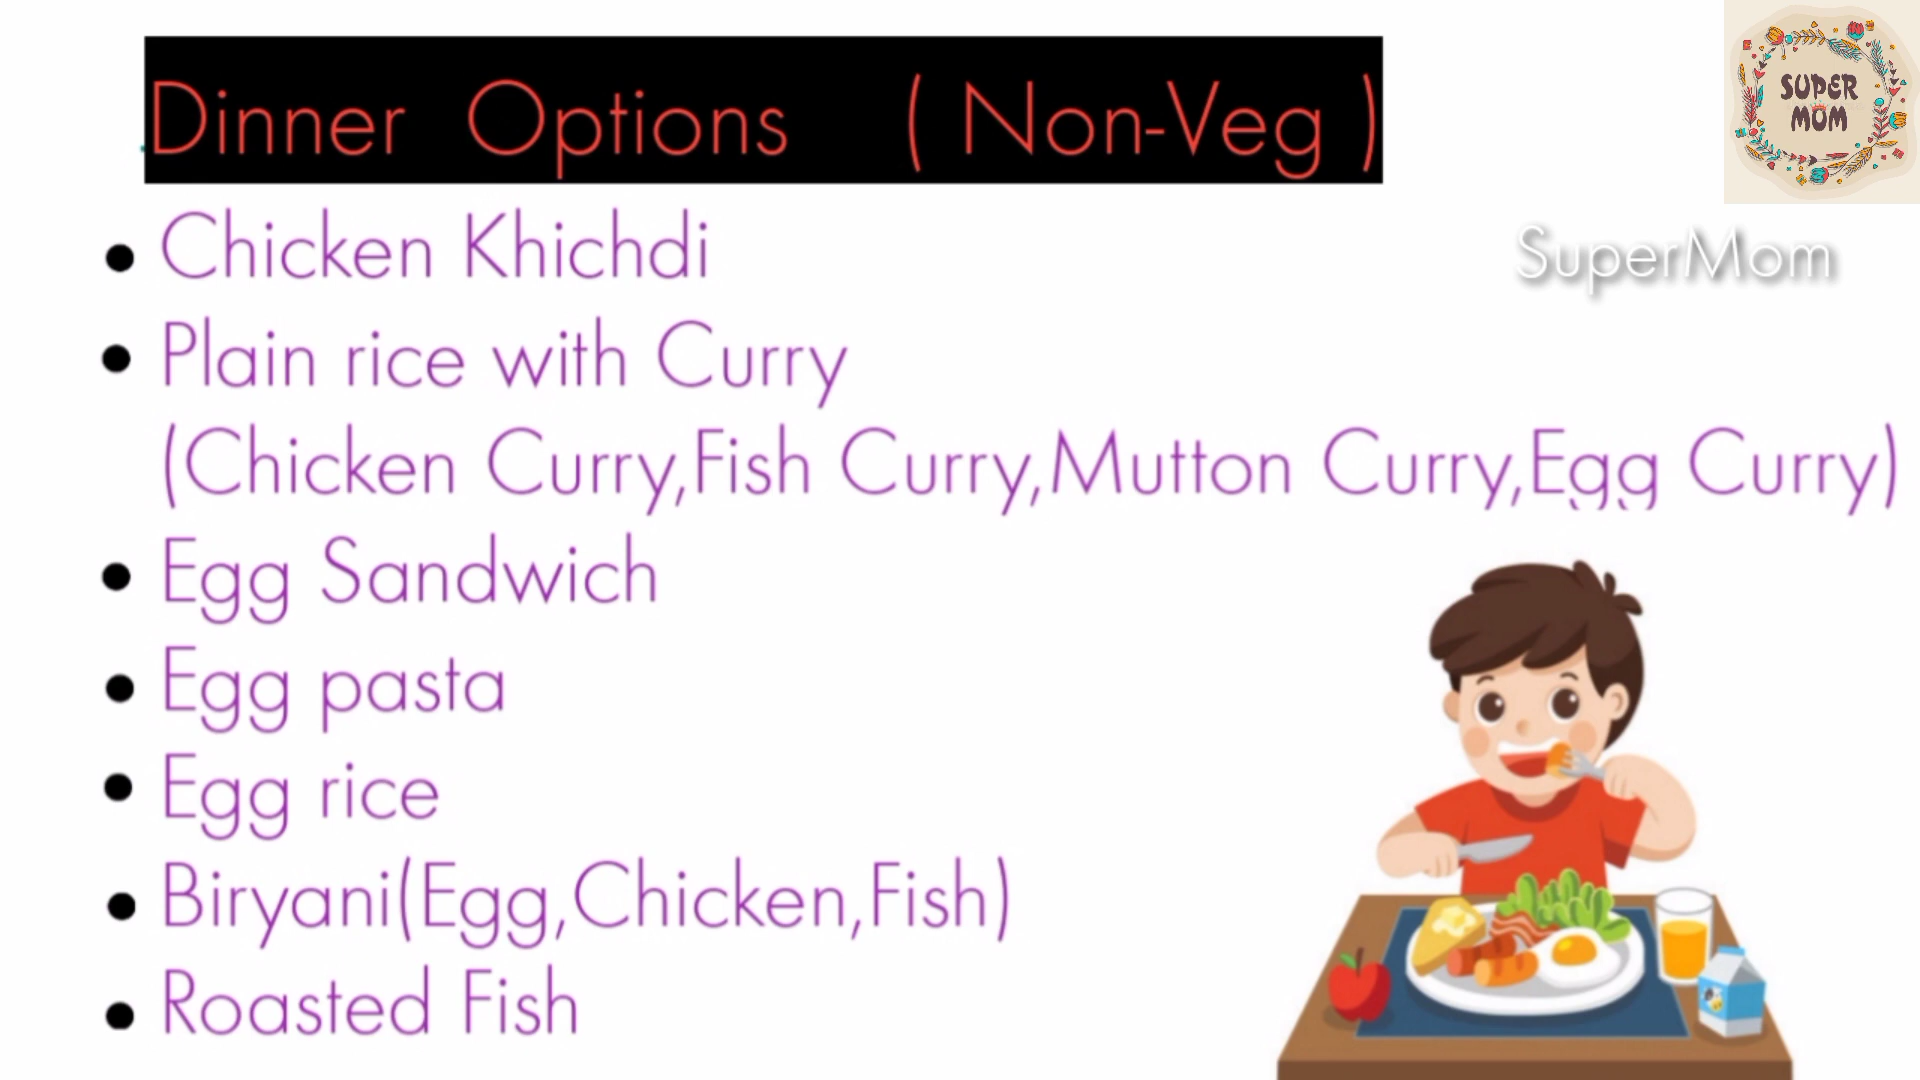 Dinner Options ( Non-Veg )
SUPER
MOM
SuperMom
Chicken Khichdi
Plain rice with Curry
(Chicken Curry,Fish Curry,Mutton Curry,Egg Curry)
Egg Sandwich
Egg pasta
Egg rice
Biryani(Egg,Chicken,Fish)
Roasted Fish